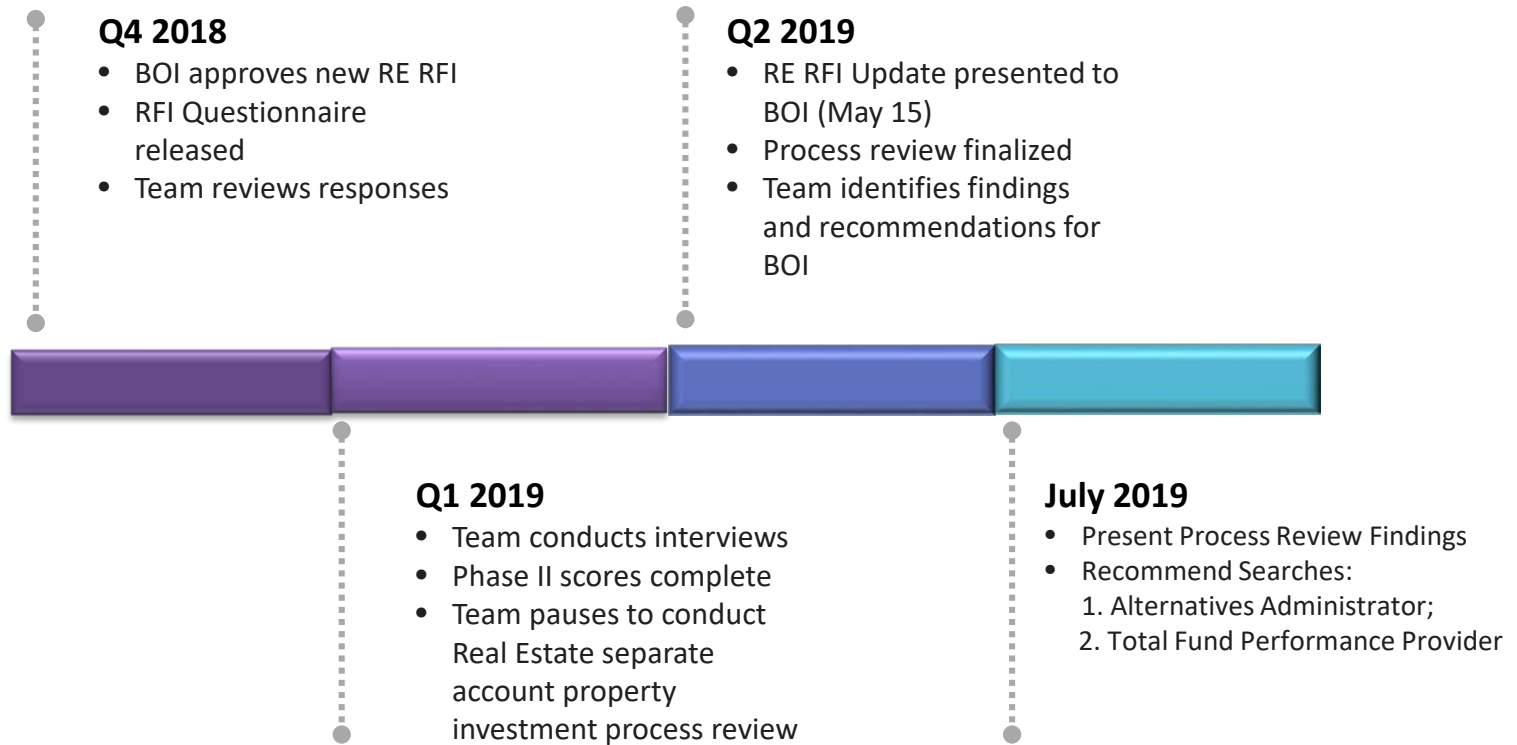 Q4 2018
• BOI approves new RE RFI
• RFI Questionnaire
released
• Team reviews responses
Q2 2019
• RE RFI Update presented to
BOI (May 15)
• Process review finalized
• Team identifies findings
and recommendations for
BOI
Q1 2019
• Team conducts interviews
• Phase II scores complete
• Team pauses to conduct
Real Estate separate
account property
investment process review
July 2019
• Present Process Review Findings
• Recommend Searches:
1. Alternatives Administrator;
2. Total Fund Performance Provider